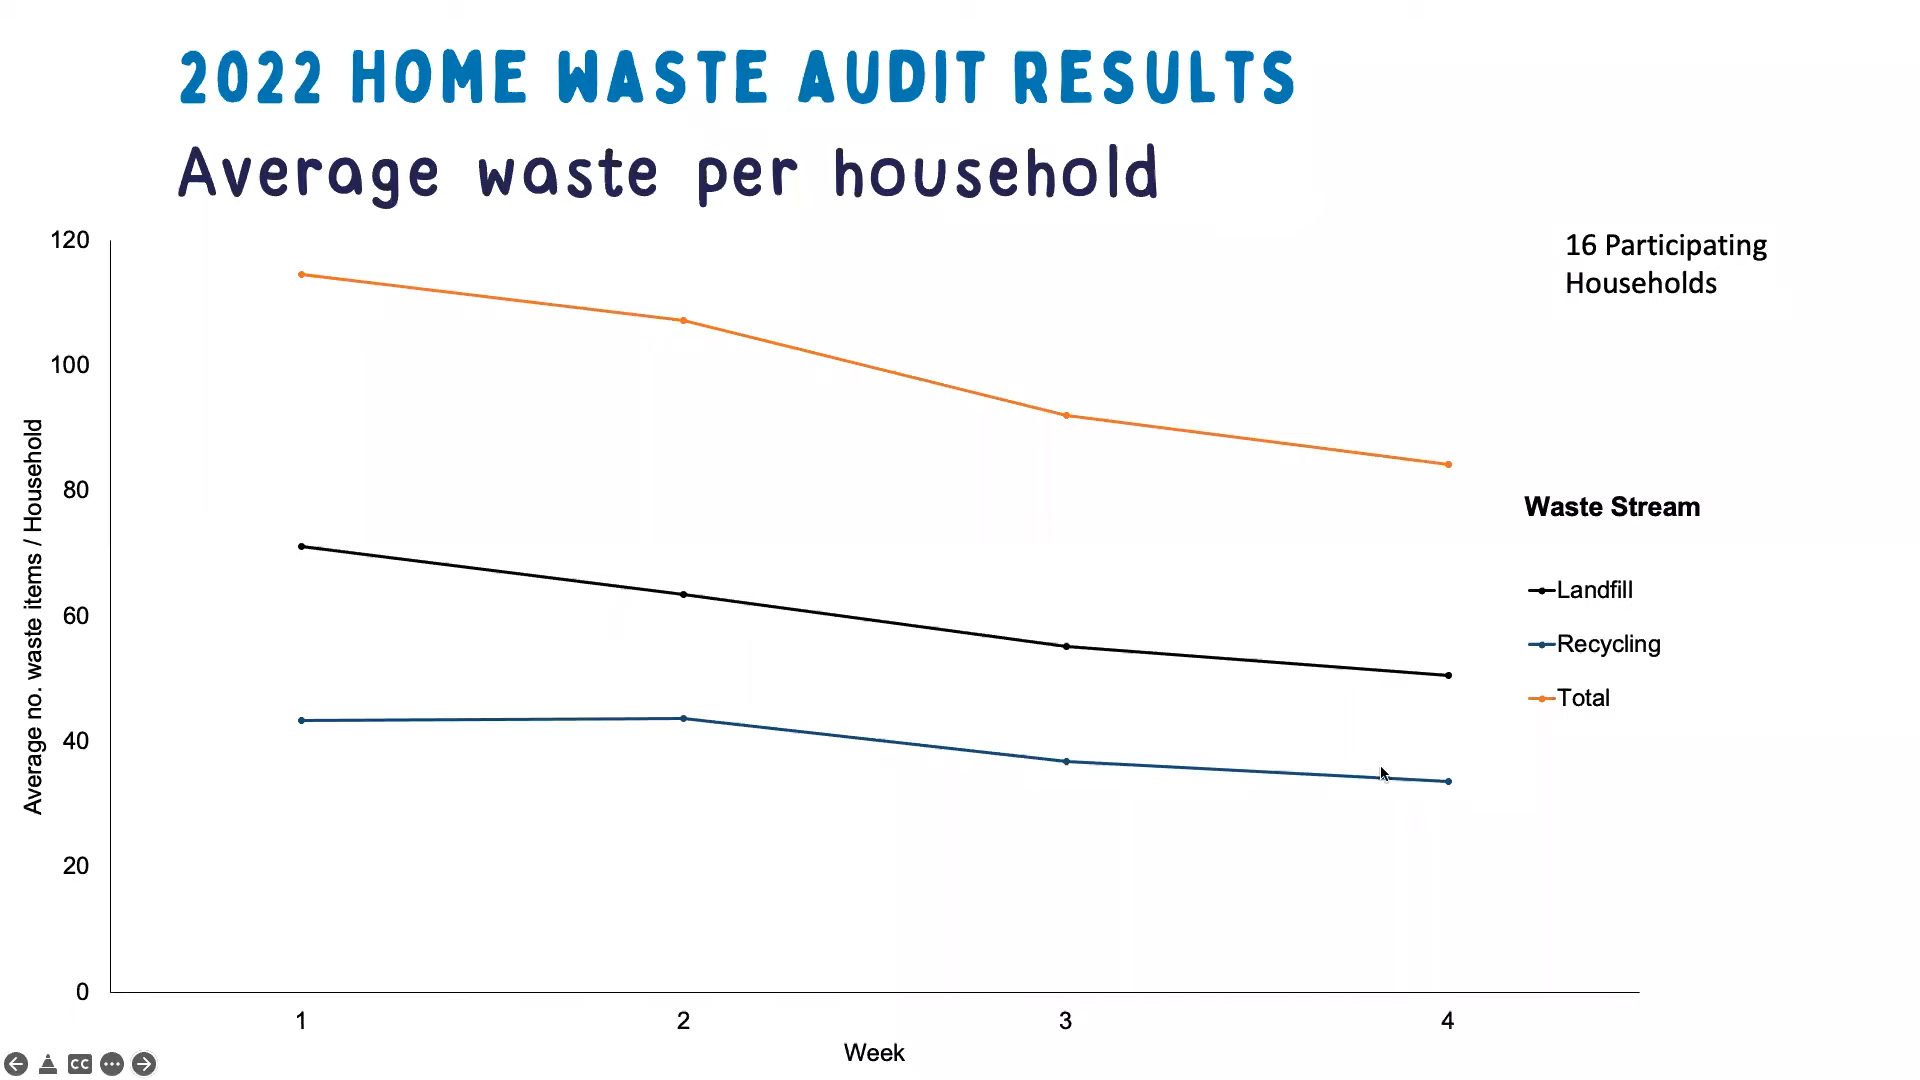 2022 HOME WASTE AUDIT RESULTS
Average waste per household
16 Participating
Households
120
100
80
60
40
20
0
Average no. waste items / Household
1
2
3
4
Week
Waste Stream
Landfill
Recycling
Total
CC